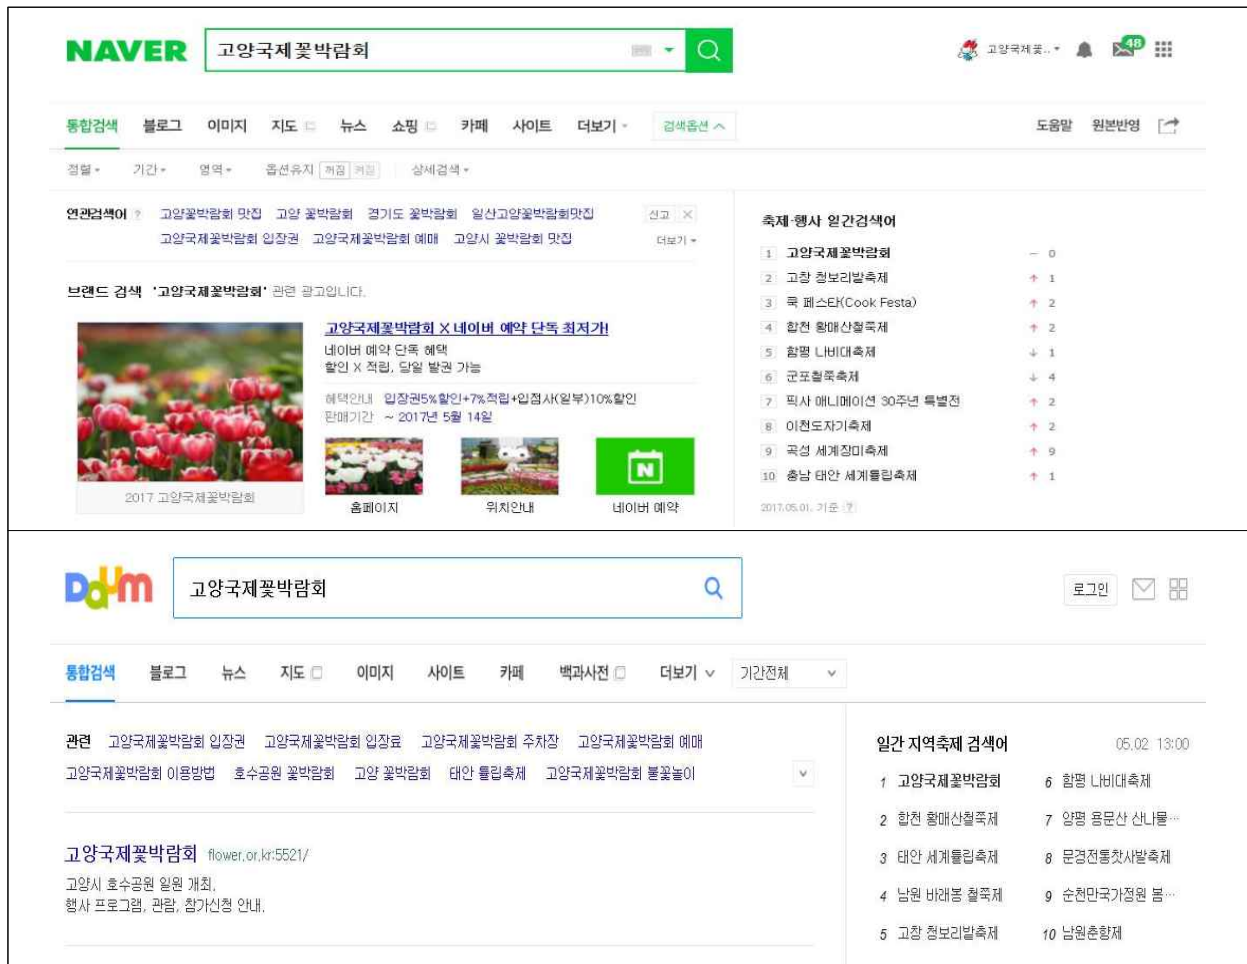 NAVER 고양국제꽃박람회
고양국제꽃.. 48
통합검색 블로그 이미지 지도 뉴스 쇼핑 카페 사이트 더보기 검색옵션 도움말 원본반영
정렬 기간 영역 옵션유지 꺼짐 켜짐 상세검색
연관검색어 ? 고양꽃박람회 맛집 고양 꽃박람회 경기도 꽃박람회 일산고양꽃박람회맛집 신고 X
고양국제꽃박람회 입장권 고양국제꽃박람회 예매 고양시 꽃박람회 맛집 더보기
브랜드 검색 '고양국제꽃박람회' 관련 광고입니다.
고양국제꽃박람회 X 네이버 예약 단독 최저가!
네이버 예약 단독 혜택
할인 X 적립, 당일 발권 가능
혜택안내 입장권5%할인+7%적립+입점사(일부)10%할인
판매기간 ~ 2017년 5월 14일
2017 고양국제꽃박람회
홈페이지 위치안내 네이버 예약
축제·행사 일간검색어
1 고양국제꽃박람회 – 0
2 고창 청보리밭축제 ↑ 1
3 쿡 페스타(Cook Festa) ↑ 2
4 합천 황매산철쭉제 ↑ 2
5 함평 나비대축제 ↓ 1
6 군포철쭉축제 ↓ 4
7 픽사 애니메이션 30주년 특별전 ↑ 2
8 이천도자기축제 ↑ 2
9 곡성 세계장미축제 ↑ 9
10 충남 태안 세계튤립축제 ↑ 1
2017.05.01. 기준 ?
Daum 고양국제꽃박람회
로그인
통합검색 블로그 뉴스 지도 이미지 사이트 카페 백과사전 더보기 기간전체
관련 고양국제꽃박람회 입장권 고양국제꽃박람회 입장료 고양국제꽃박람회 주차장 고양국제꽃박람회 예매
고양국제꽃박람회 이용방법 호수공원 꽃박람회 고양 꽃박람회 태안 튤립축제 고양국제꽃박람회 불꽃놀이
고양국제꽃박람회 flower.or.kr:5521/
고양시 호수공원 일원 개최.
행사 프로그램, 관람, 참가신청 안내.
일간 지역축제 검색어 05.02 13:00
1 고양국제꽃박람회 6 함평 나비대축제
2 합천 황매산철쭉제 7 양평 용문산 산나물…
3 태안 세계튤립축제 8 문경전통찻사발축제
4 남원 바래봉 철쭉제 9 순천만국가정원 봄…
5 고창 청보리밭축제 10 남원춘향제